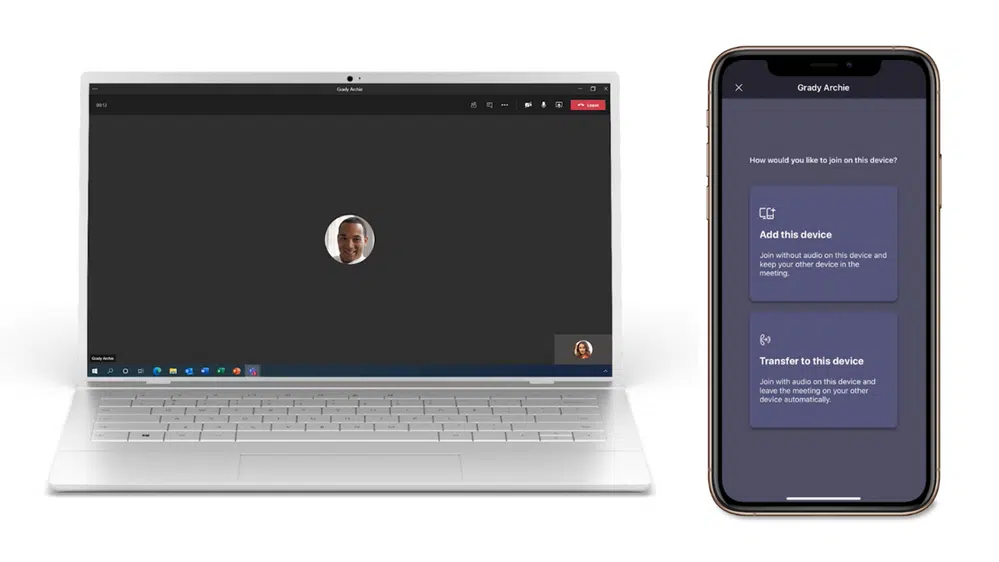 Grady Archie
00:12
Leave
Grady Archie
Grady Archie
How would you like to join on this device?
Add this device
Join without audio on this device and
keep your other device in the
meeting.
Transfer to this device
Join with audio on this device and
leave the meeting on your other
device automatically.